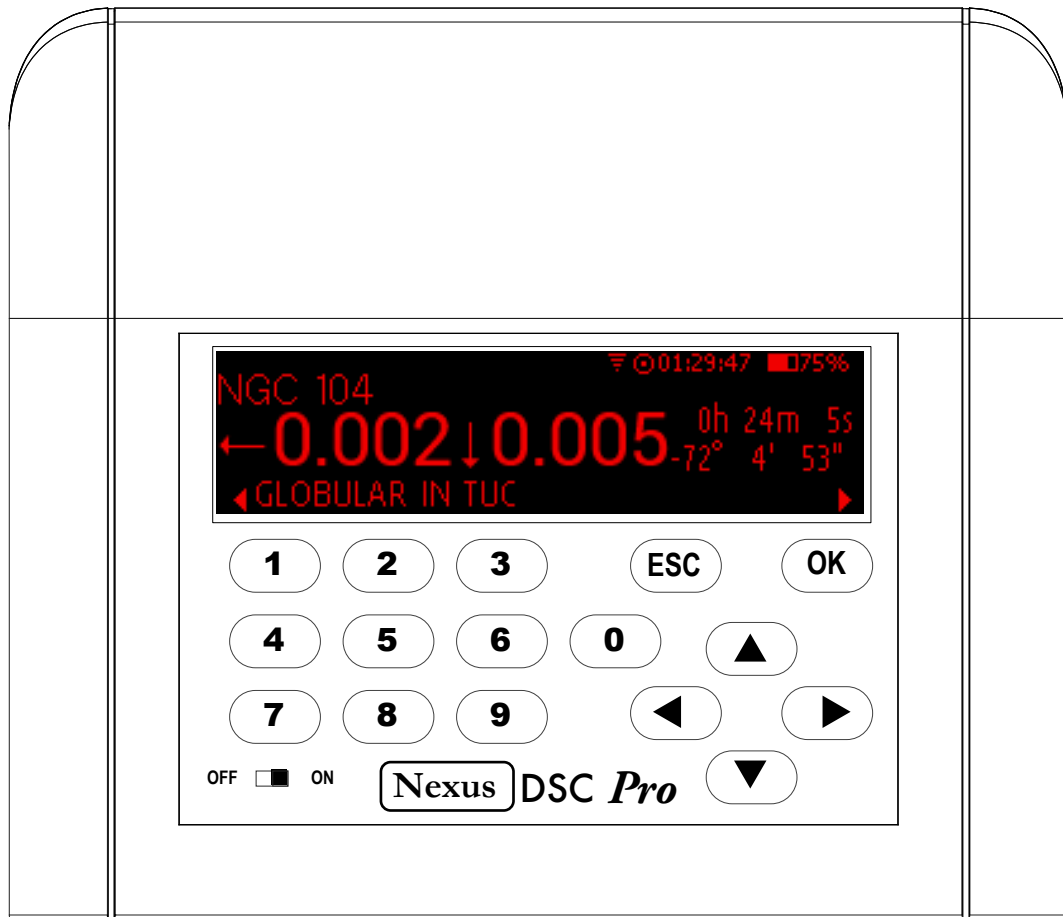 01:29:47 75%
NGC 104
←0.002↓0.005 0h 24m 5s
-72° 4' 53"
GLOBULAR IN TUC
1 2 3 ESC OK
4 5 6 0
7 8 9
OFF ON
Nexus DSC Pro